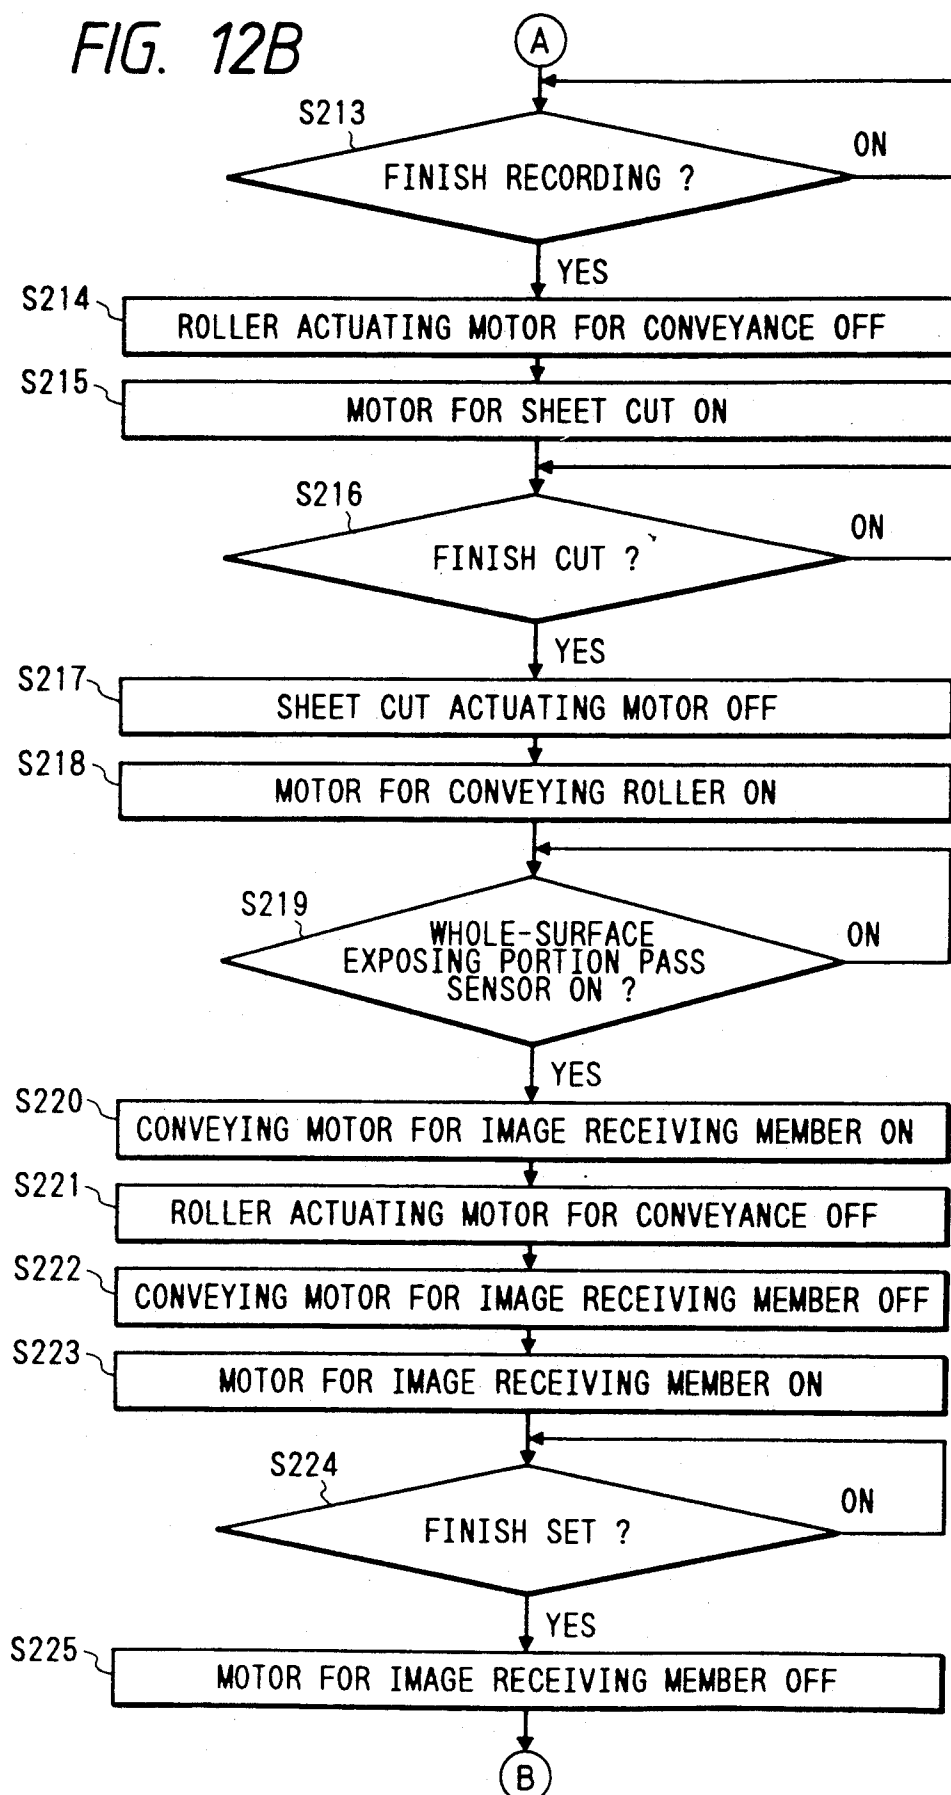 FIG. 12B
A
S213
FINISH RECORDING ?
ON
YES
S214
ROLLER ACTUATING MOTOR FOR CONVEYANCE OFF
S215
MOTOR FOR SHEET CUT ON
S216
FINISH CUT ?
ON
YES
S217
SHEET CUT ACTUATING MOTOR OFF
S218
MOTOR FOR CONVEYING ROLLER ON
S219
WHOLE-SURFACE
EXPOSING PORTION PASS
SENSOR ON ?
ON
YES
S220
CONVEYING MOTOR FOR IMAGE RECEIVING MEMBER ON
S221
ROLLER ACTUATING MOTOR FOR CONVEYANCE OFF
S222
CONVEYING MOTOR FOR IMAGE RECEIVING MEMBER OFF
S223
MOTOR FOR IMAGE RECEIVING MEMBER ON
S224
FINISH SET ?
ON
YES
S225
MOTOR FOR IMAGE RECEIVING MEMBER OFF
B